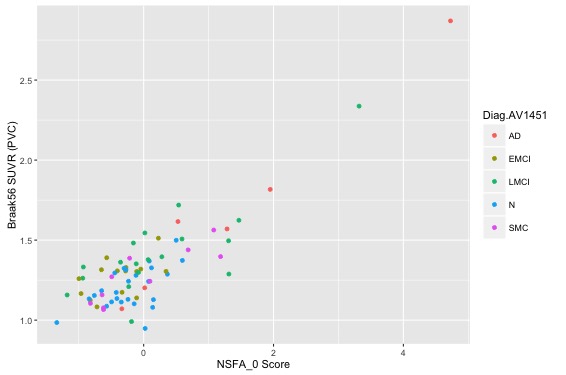 2.5
2.0
1.5
1.0
Braak56 SUVR (PVC)
0
2
4
NSFA_0 Score
Diag.AV1451
AD
EMCI
LMCI
N
SMC